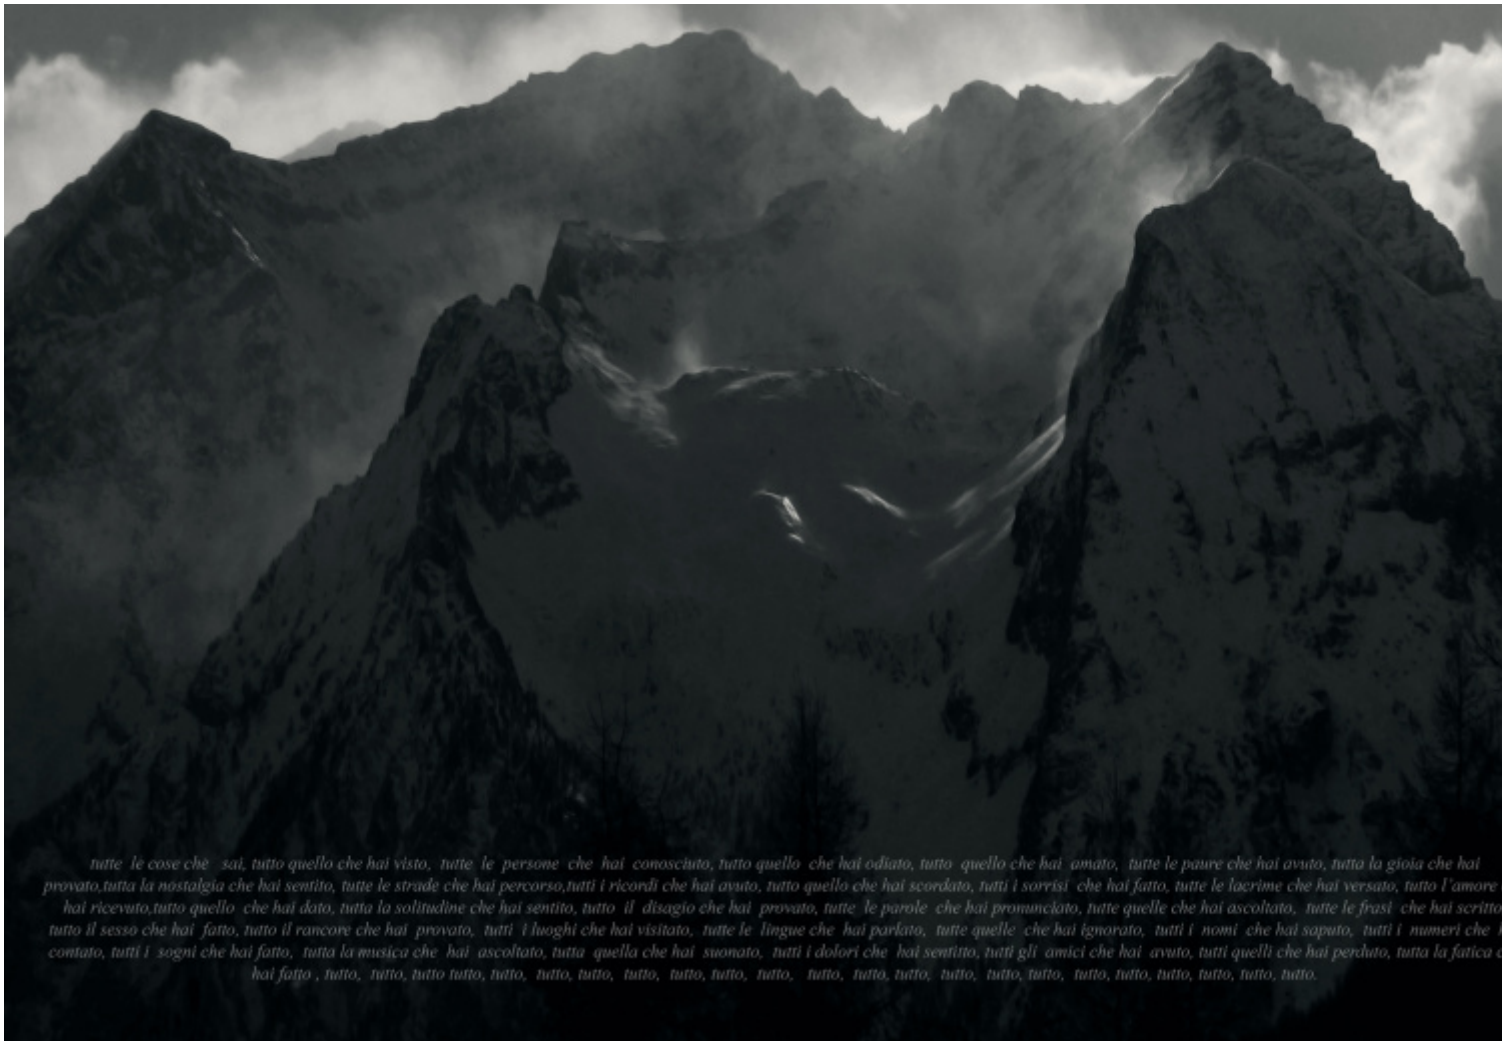 tutte le cose chè sai, tutto quello che hai visto, tutte le persone che hai conosciuto, tutto quello che hai odiato, tutto quello che hai amato, tutte le paure che hai avuto, tutta la gioia che hai
provato,tutta la nostalgia che hai sentito, tutte le strade che hai percorso,tutti i ricordi che hai avuto, tutto quello che hai scordato, tutti i sorrisi che hai fatto, tutte le lacrime che hai versato, tutto l'amore
hai ricevuto,tutto quello che hai dato, tutta la solitudine che hai sentito, tutto il disagio che hai provato, tutte le parole che hai pronunciato, tutte quelle che hai ascoltato, tutte le frasi che hai scritto
tutto il sesso che hai fatto, tutto il rancore che hai provato, tutti i luoghi che hai visitato, tutte le lingue che hai parlato, tutte quelle che hai ignorato, tutti i nomi che hai saputo, tutti i numeri che
contato, tutti i sogni che hai fatto, tutta la musica che hai ascoltato, tutta quella che hai suonato, tutti i dolori che hai sentitto, tutti gli amici che hai avuto, tutti quelli che hai perduto, tutta la fatica
hai fatto , tutto, tutto, tutto tutto, tutto, tutto, tutto, tutto, tutto, tutto, tutto, tutto, tutto, tutto, tutto, tutto, tutto, tutto, tutto, tutto, tutto, tutto.